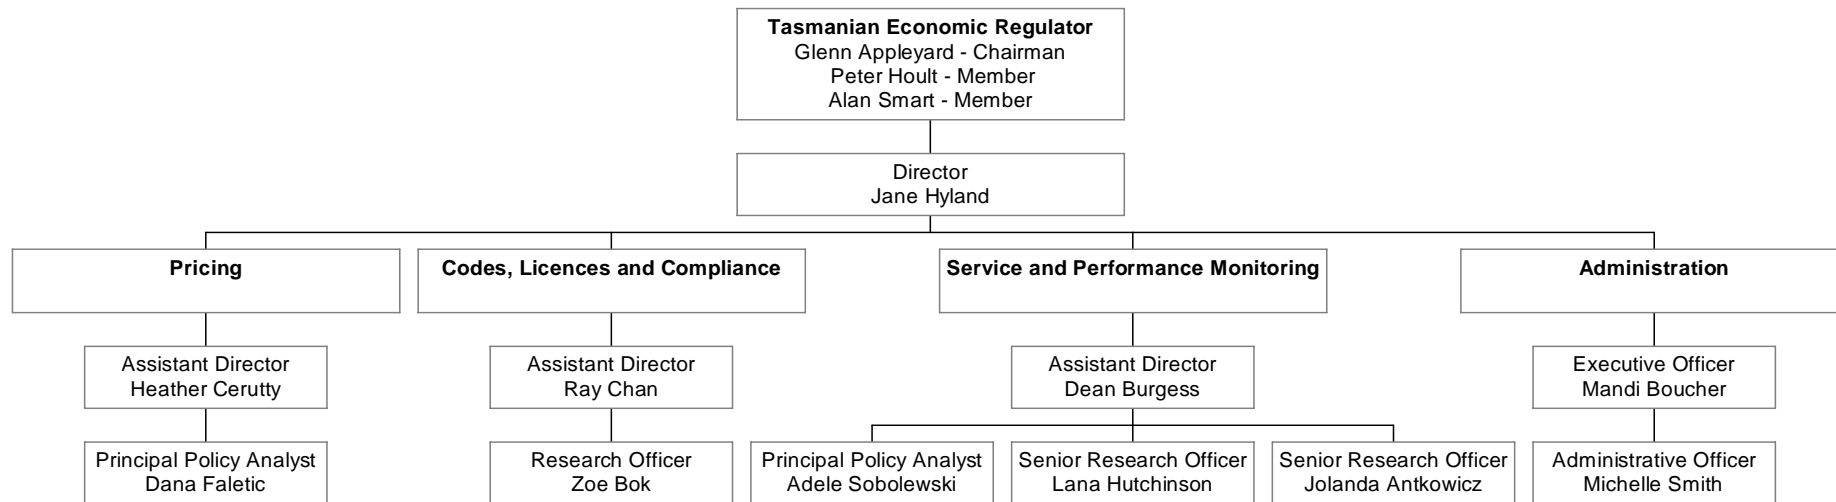 Tasmanian Economic Regulator
Glenn Appleyard - Chairman
Peter Hoult - Member
Alan Smart - Member
Director
Jane Hyland
Pricing
Codes, Licences and Compliance
Service and Performance Monitoring
Administration
Assistant Director
Heather Cerutty
Assistant Director
Ray Chan
Assistant Director
Dean Burgess
Executive Officer
Mandi Boucher
Principal Policy Analyst
Dana Faletic
Research Officer
Zoe Bok
Principal Policy Analyst
Adele Sobolewski
Senior Research Officer
Lana Hutchinson
Senior Research Officer
Jolanda Antkowicz
Administrative Officer
Michelle Smith